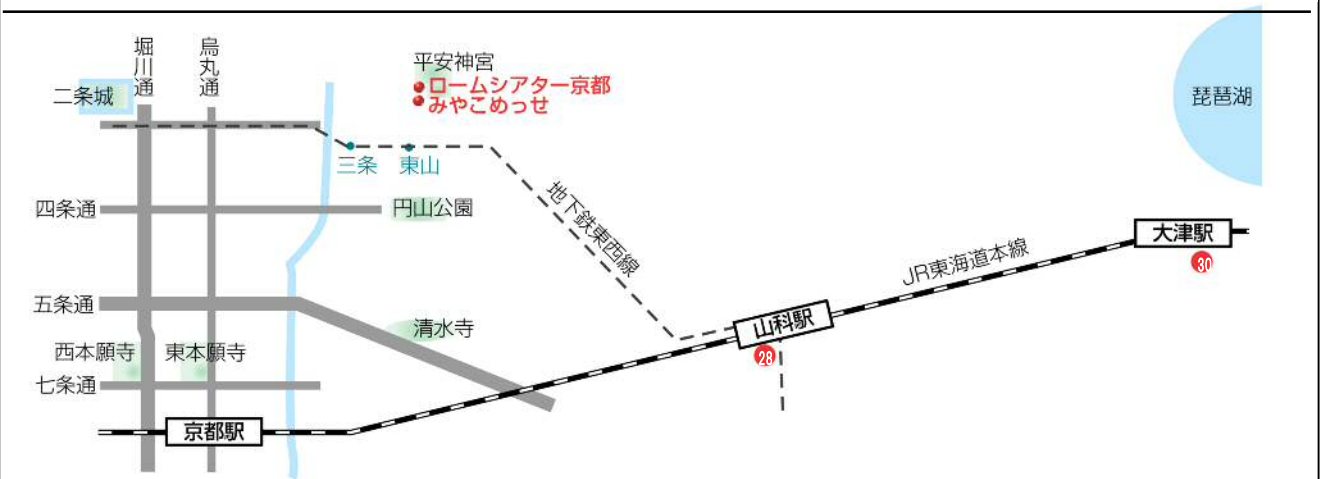 堀川通
烏丸通
平安神宮
ロームシアター京都
みやこめっせ
二条城
琵琶湖
三条
東山
四条通
円山公園
地下鉄東西線
大津駅
30
JR東海道本線
五条通
清水寺
山科駅
28
西本願寺
東本願寺
七条通
京都駅